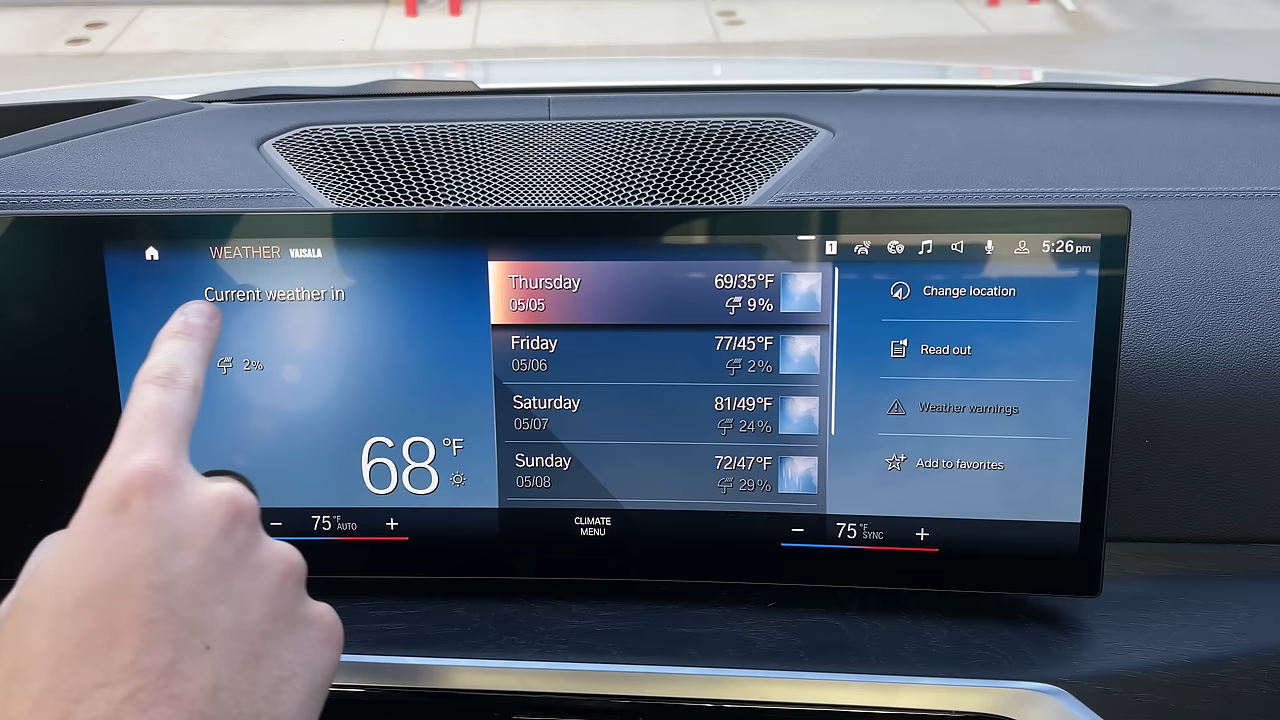 WEATHER VAISALA
1 5:26 pm
Current weather in
2%
68°F
Thursday 69/35°F
05/05 9%
Friday 77/45°F
05/06 2%
Saturday 81/49°F
05/07 24%
Sunday 72/47°F
05/08 29%
Change location
Read out
Weather warnings
Add to favorites
− 75°F AUTO +
CLIMATE
MENU
− 75°F SYNC +